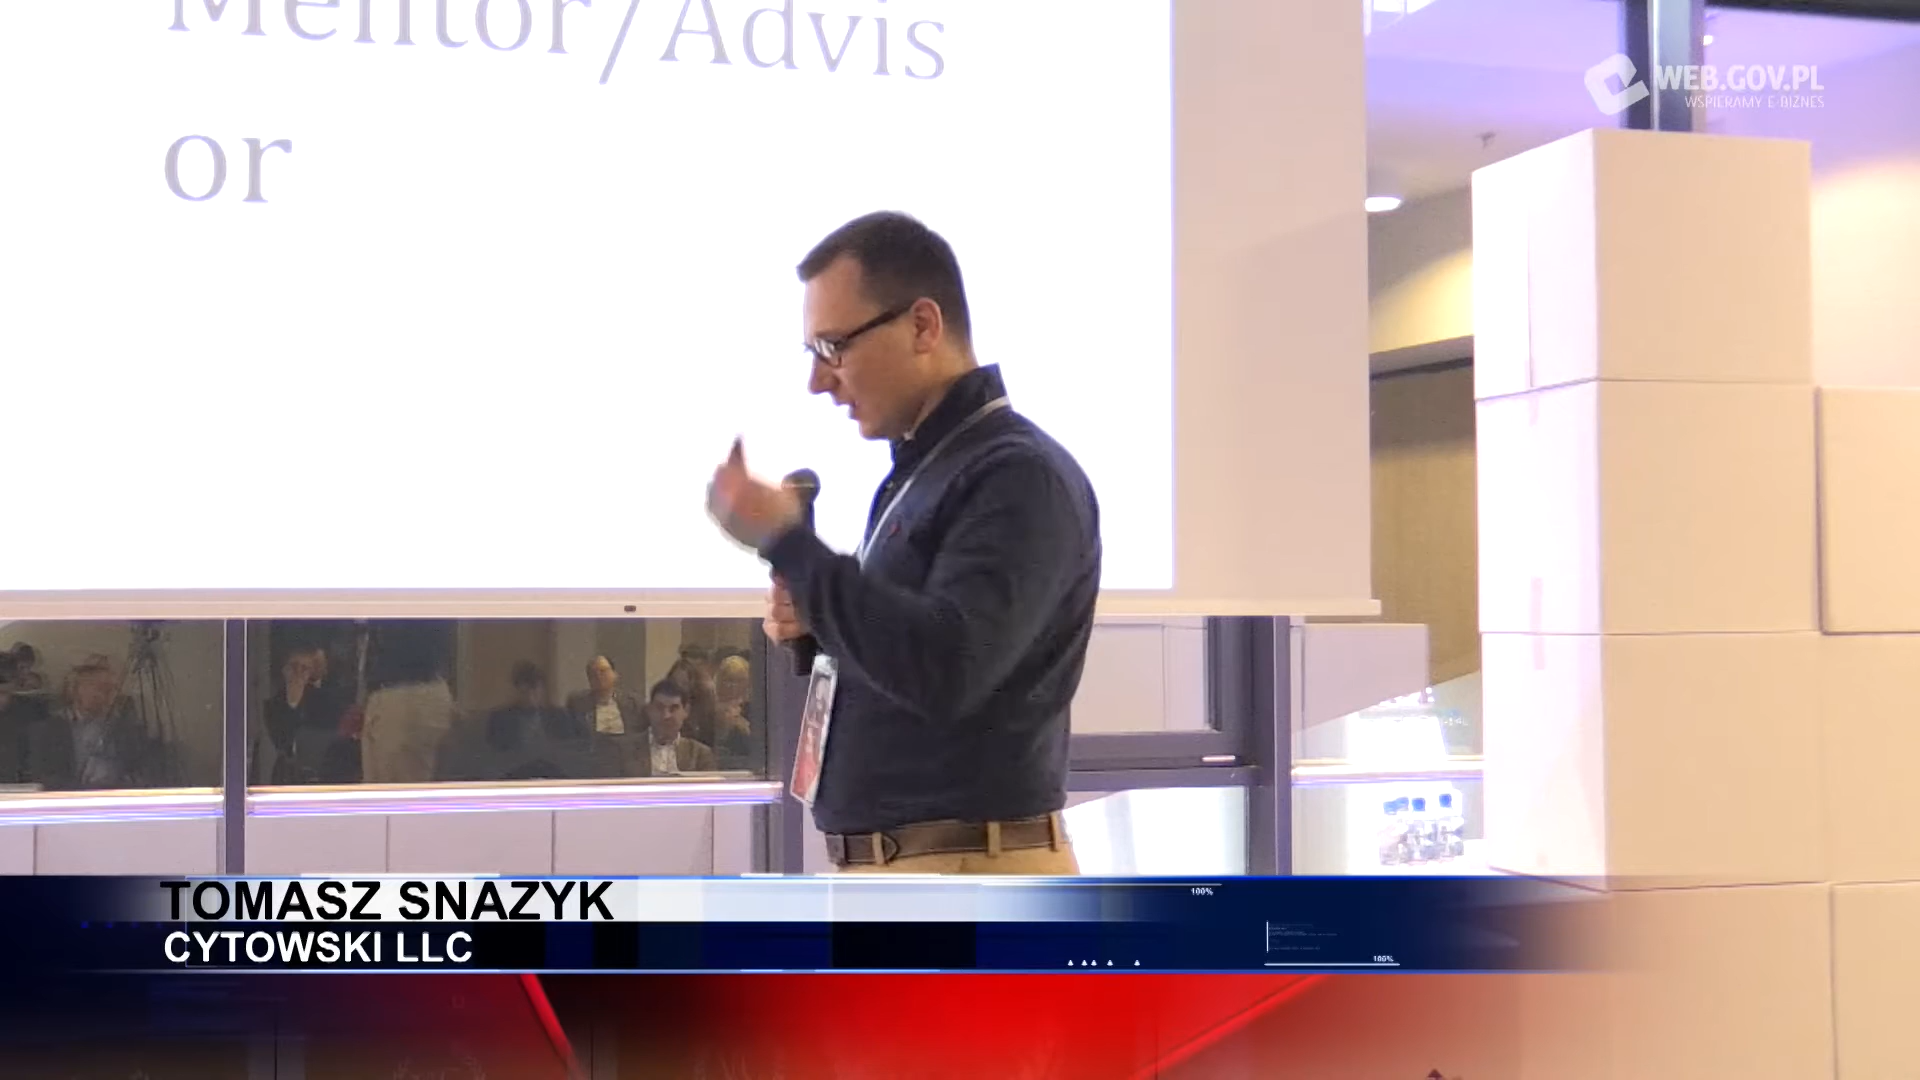 Mentor/Advis
or
WEB.GOV.PL
WSPIERAMY E-BIZNES
TOMASZ SNAZYK
100%
CYTOWSKI LLC
100%